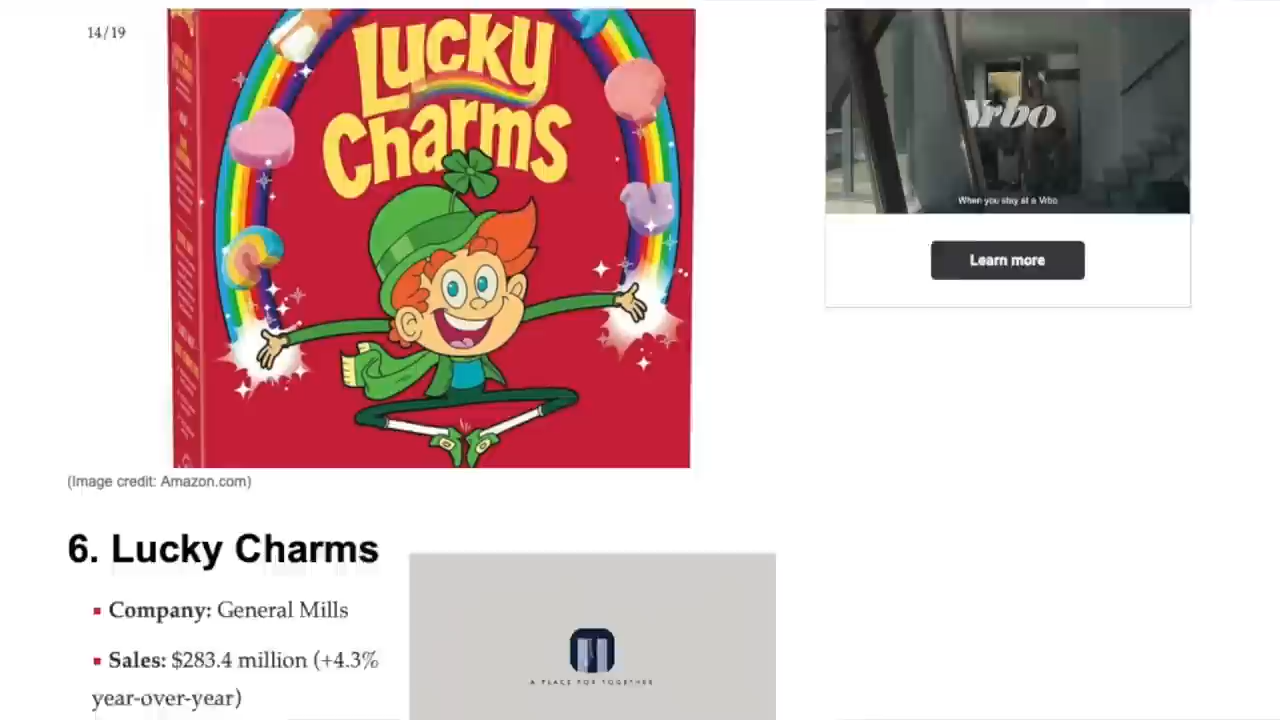 14/19
Lucky
Charms
Vrbo
When you stay at a Vrbo
Learn more
(Image credit: Amazon.com)
6. Lucky Charms
▪ Company: General Mills
▪ Sales: $283.4 million (+4.3%
year-over-year)
A PLACE FOR TOGETHER